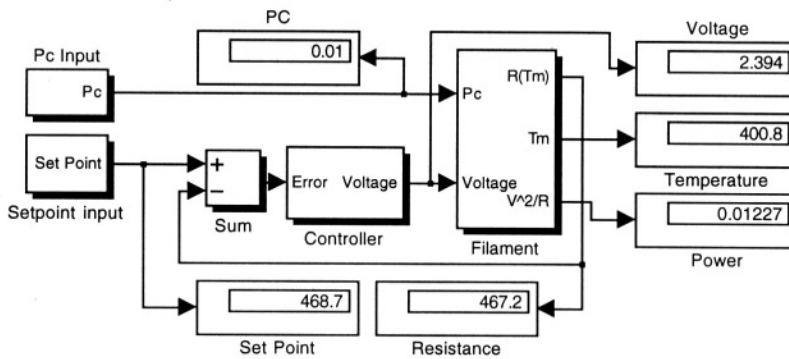 PC
0.01
Voltage
2.394
Pc Input
Pc
Pc
R(Tm)
Tm
400.8
Temperature
Set Point
Setpoint input
+
−
Sum
Error Voltage
Controller
Voltage
V^2/R
Filament
0.01227
Power
468.7
Set Point
467.2
Resistance